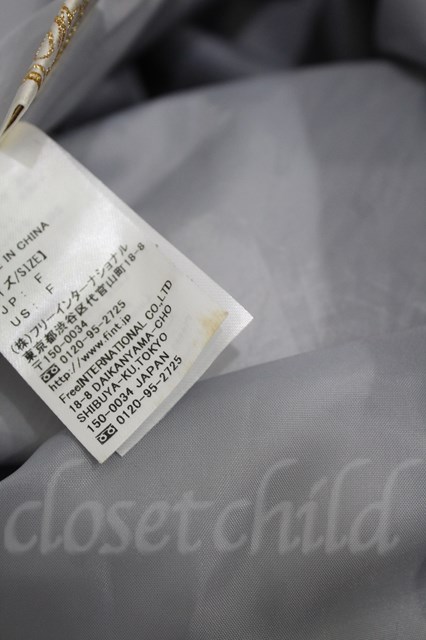 IN CHINA
ズ/SIZE】
JP: F
US: F
(株)フリーインターナショナル
東京都渋谷区代官山町18-8
〒150-0034
0120-95-2725
http://www.f-int.jp
FreeINTERNATIONAL CO.,LTD
18-8 DAIKANYAMA-CHO
SHIBUYA-KU,TOKYO
150-0034 JAPAN
0120-95-2725
closet child